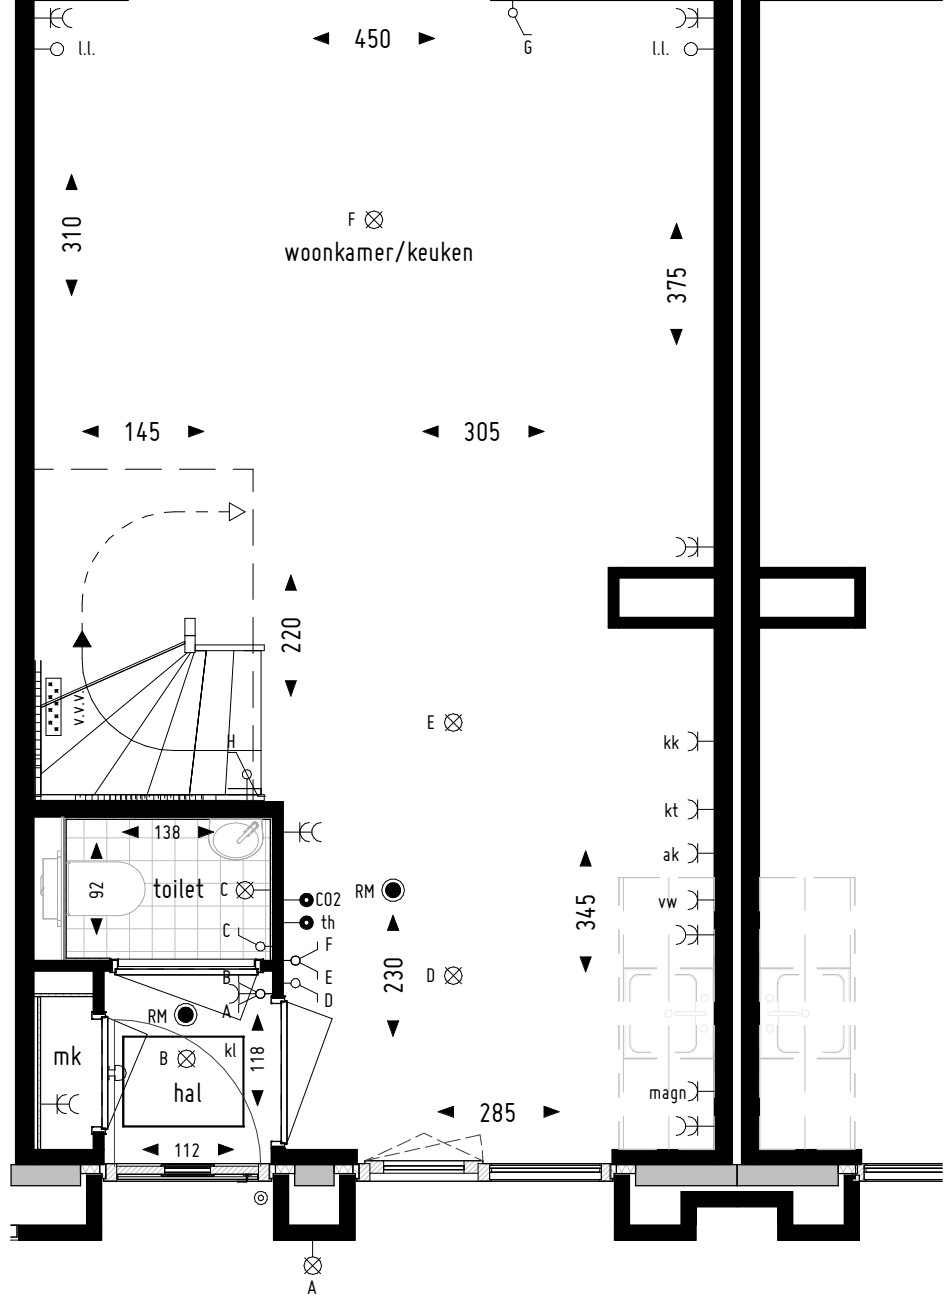 l.l.
450
G
l.l.
310
F
woonkamer/keuken
375
145
305
220
E
v.v.v.
H
kk
138
kt
ak
92
toilet
C
CO2
RM
vw
th
345
C
F
B
E
230
D
A
D
RM
kl
118
mk
B
hal
magn
285
112
A